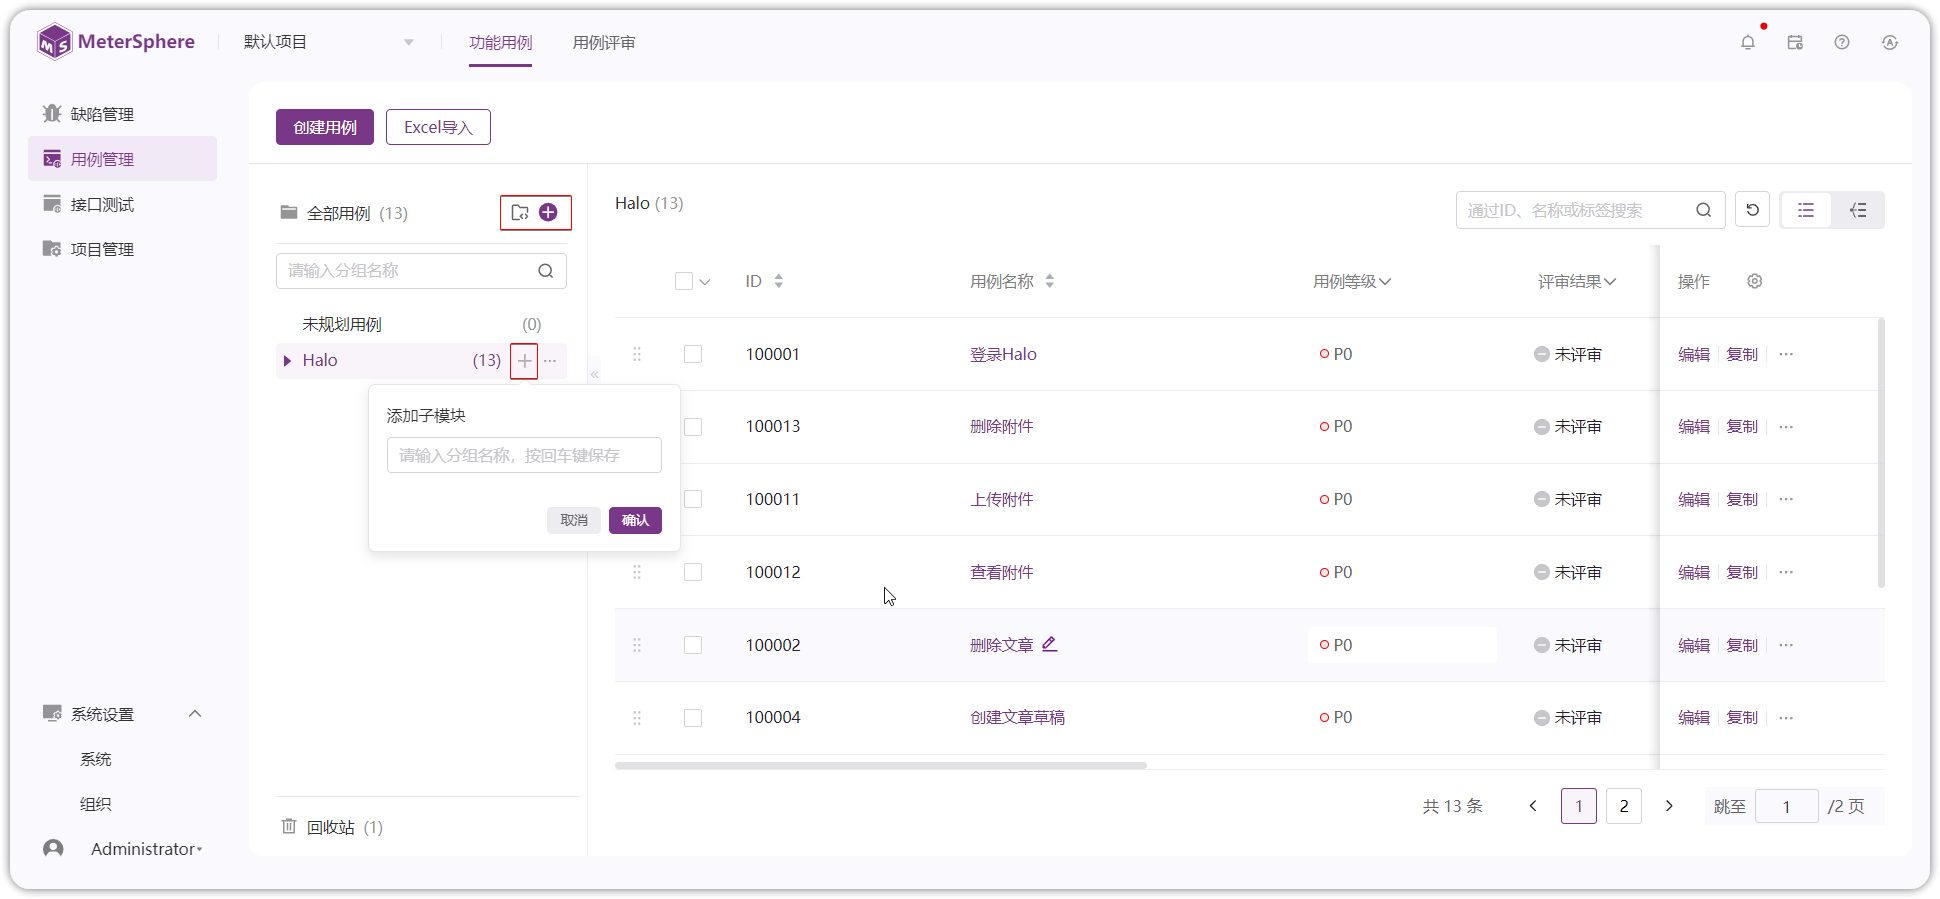 MeterSphere
默认项目
功能用例
用例评审
缺陷管理
用例管理
接口测试
项目管理
系统设置
系统
组织
Administrator
创建用例
Excel导入
全部用例 (13)
请输入分组名称
未规划用例 (0)
Halo (13)
添加子模块
请输入分组名称，按回车键保存
取消 确认
回收站 (1)
Halo (13)
通过ID、名称或标签搜索
ID 用例名称 用例等级 评审结果 操作
100001 登录Halo P0 未评审 编辑 复制 ...
100013 删除附件 P0 未评审 编辑 复制 ...
100011 上传附件 P0 未评审 编辑 复制 ...
100012 查看附件 P0 未评审 编辑 复制 ...
100002 删除文章 P0 未评审 编辑 复制 ...
100004 创建文章草稿 P0 未评审 编辑 复制 ...
共 13 条 1 2 跳至 1 /2 页